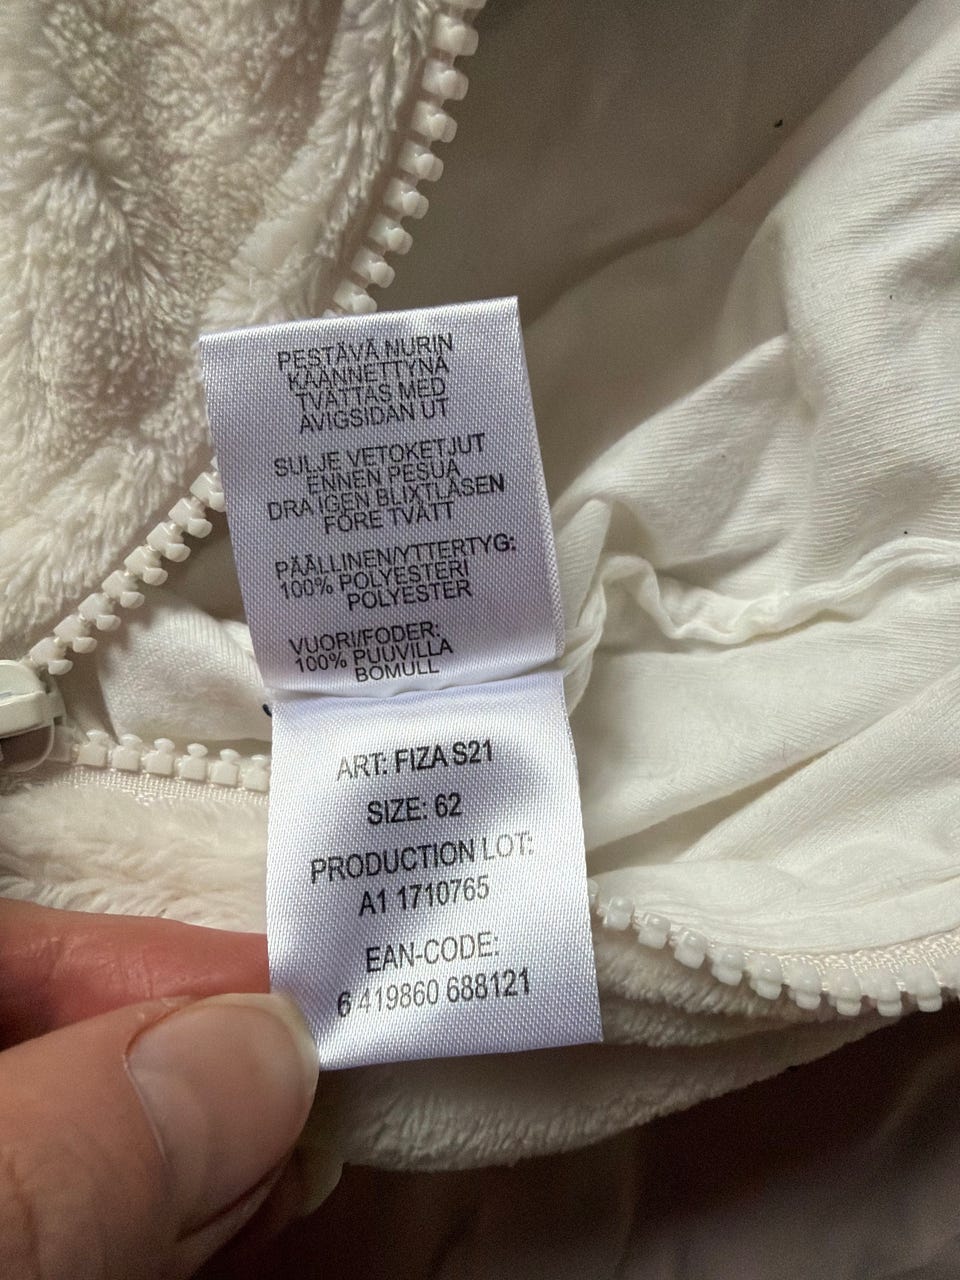 PESTÄVÄ NURIN
KÄÄNNETTYNÄ
TVÄTTAS MED
AVIGSIDAN UT
SULJE VETOKETJUT
ENNEN PESUA
DRA IGEN BLIXTLÅSEN
FÖRE TVÄTT
PÄÄLLINEN/YTTERTYG:
100% POLYESTERI
POLYESTER
VUORI/FODER:
100% PUUVILLA
BOMULL
ART: FIZA S21
SIZE: 62
PRODUCTION LOT:
A1 1710765
EAN-CODE:
6 419860 688121